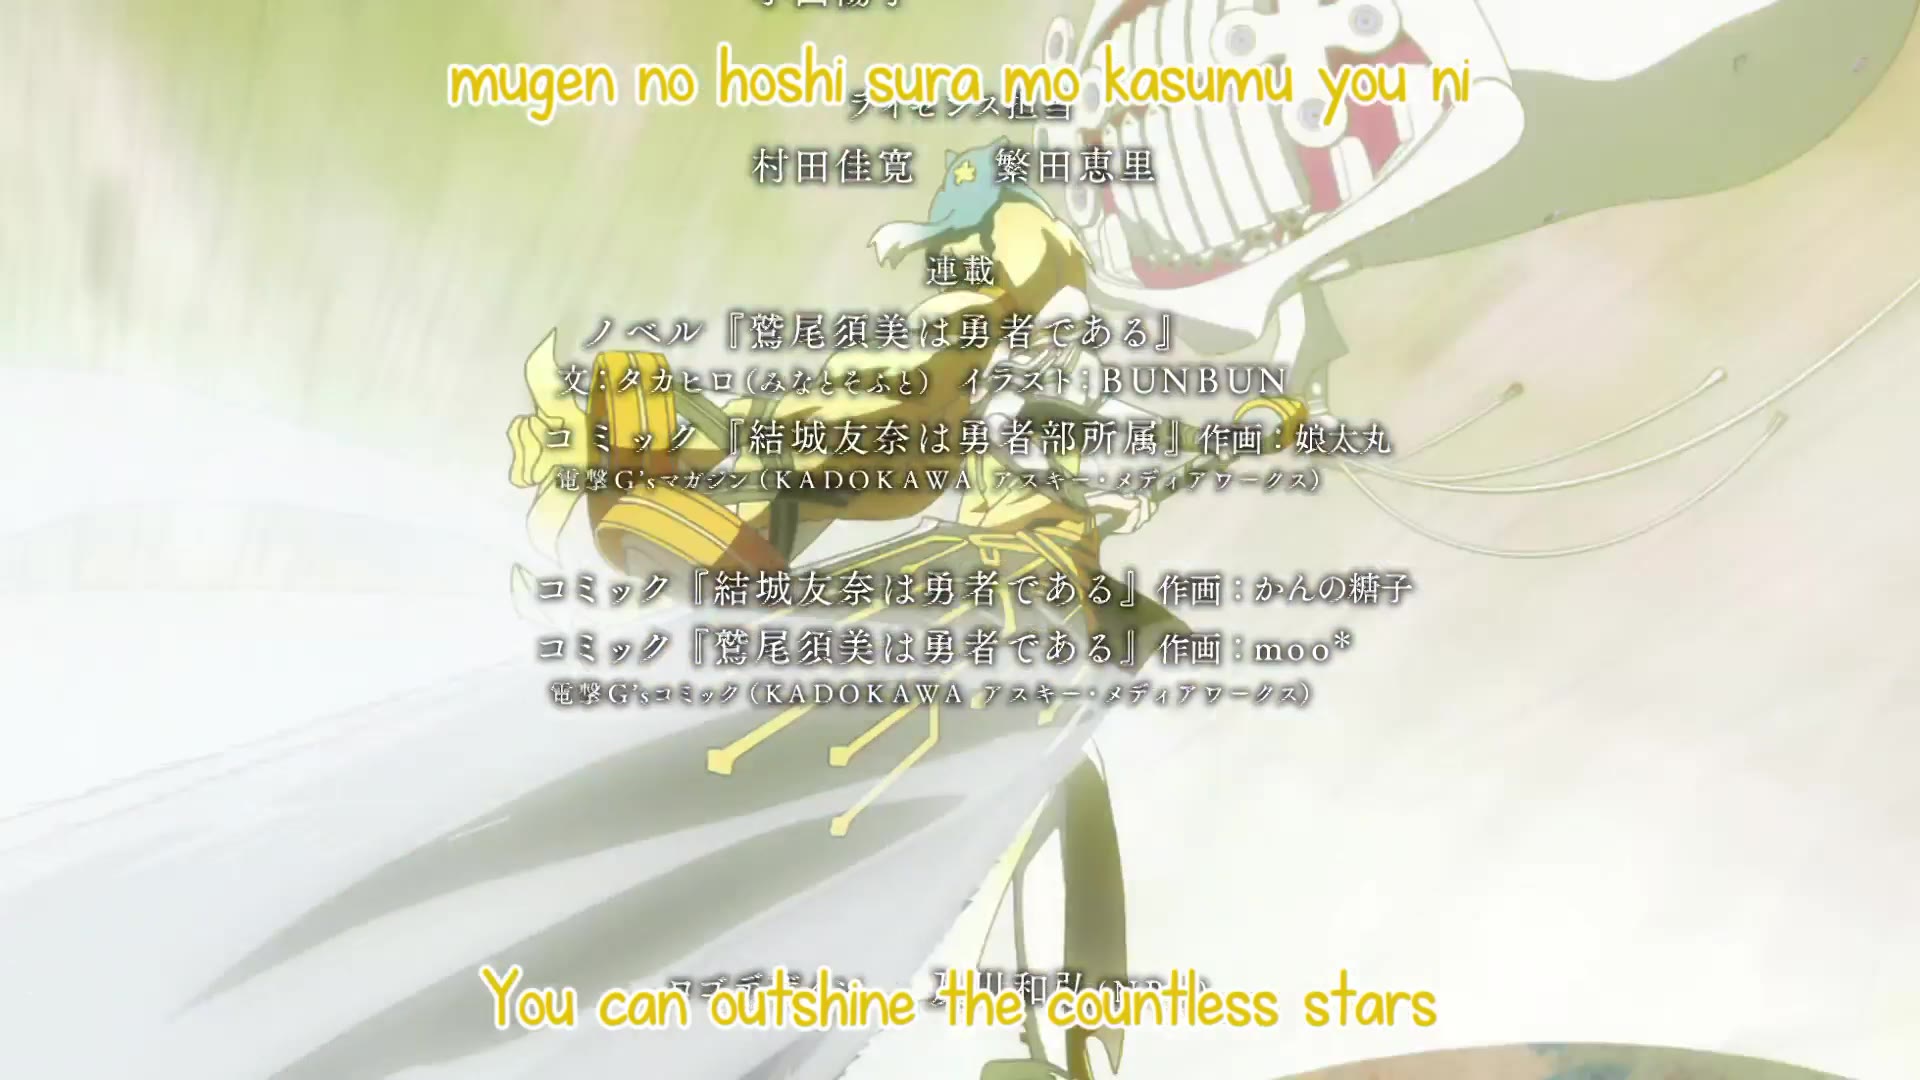 mugen no hoshi sura mo kasumu you ni
ライセンス担当
村田佳寛　繁田恵里
連載
ノベル『鷲尾須美は勇者である』
文：タカヒロ（みなとそふと）　イラスト：BUNBUN
コミック『結城友奈は勇者部所属』作画：娘太丸
電撃G'sマガジン（KADOKAWA アスキー・メディアワークス）
コミック『結城友奈は勇者である』作画：かんの糖子
コミック『鷲尾須美は勇者である』作画：moo*
電撃G'sコミック（KADOKAWA アスキー・メディアワークス）
You can outshine the countless stars